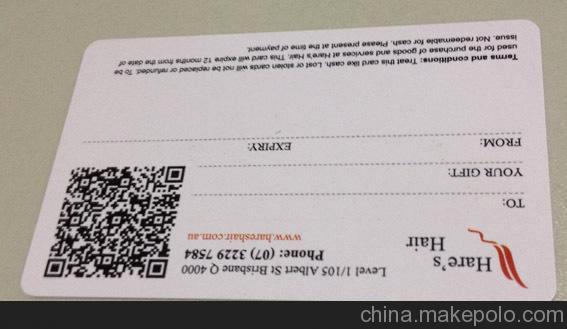 Hare's
Hair
Level 1/105 Albert St Brisbane Q 4000
Phone: (07) 3229 7584
www.hareshair.com.au
TO:
YOUR GIFT:
FROM:
EXPIRY:
Terms and conditions: Treat this card like cash. Lost or stolen cards will not be replaced or refunded. To be
used for the purchase of goods and services at Hare's Hair. This card will expire 12 months from the date of
issue. Not redeemable for cash. Please present at the time of payment.
china.makepolo.com